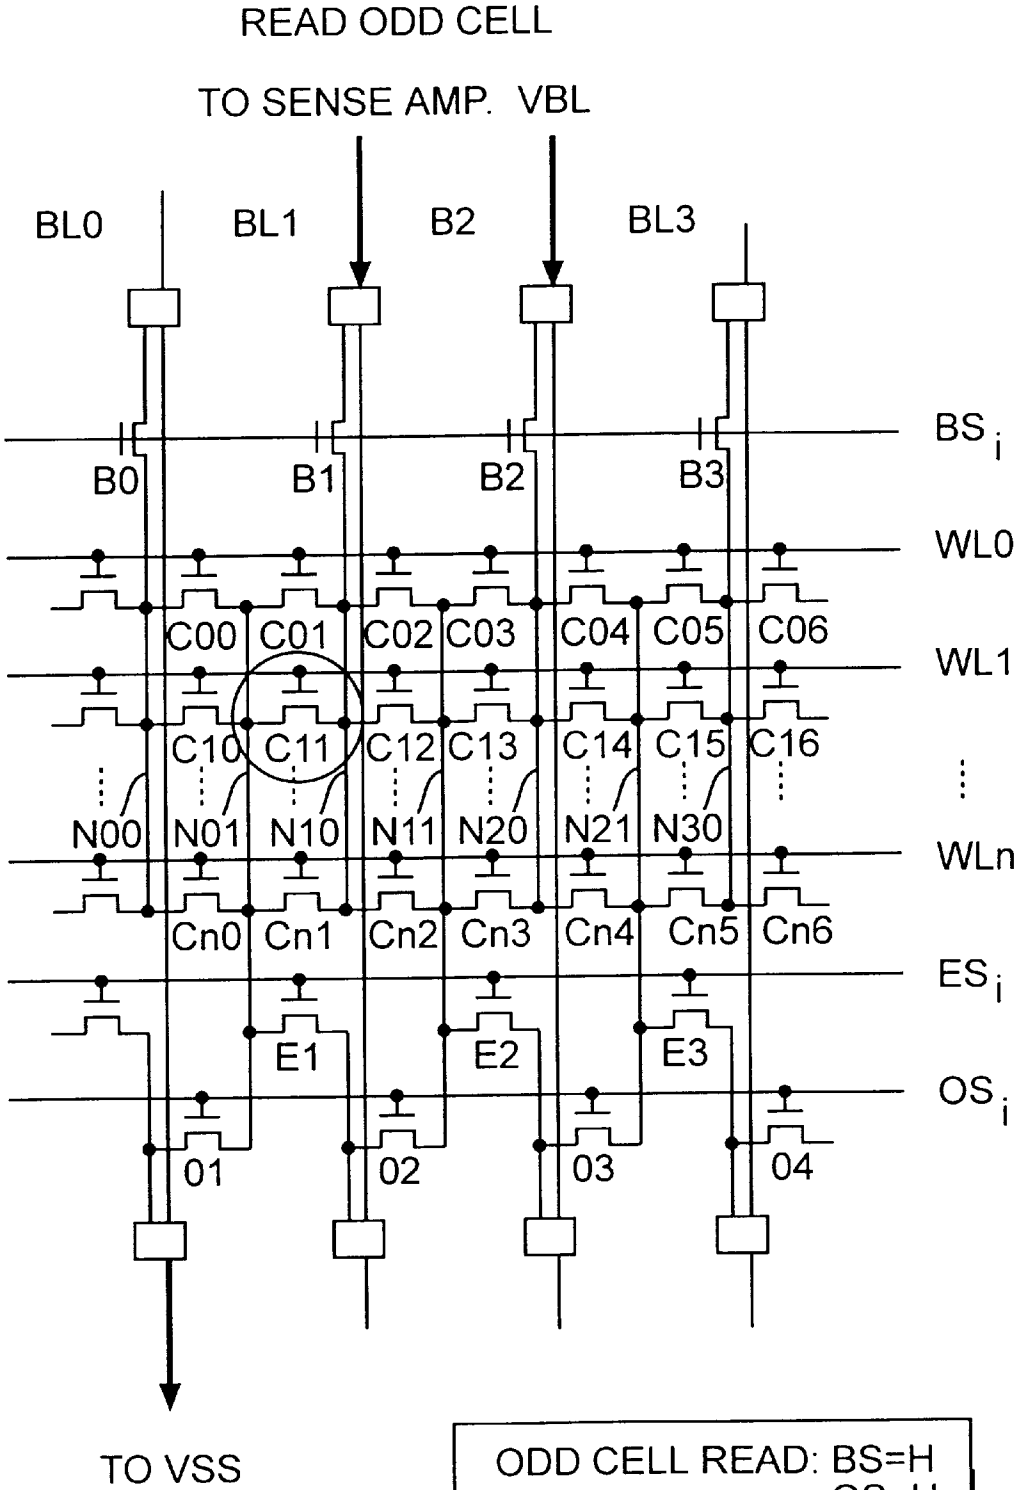 READ ODD CELL
TO SENSE AMP. VBL
BL0 BL1 B2 BL3
BS i
B0 B1 B2 B3
WL0
C00 C01 C02 C03 C04 C05 C06
WL1
C10 C11 C12 C13 C14 C15 C16
N00 N01 N10 N11 N20 N21 N30
WLn
Cn0 Cn1 Cn2 Cn3 Cn4 Cn5 Cn6
ES i
E1 E2 E3
OS i
01 02 03 04
TO VSS
ODD CELL READ: BS=H
OS=H